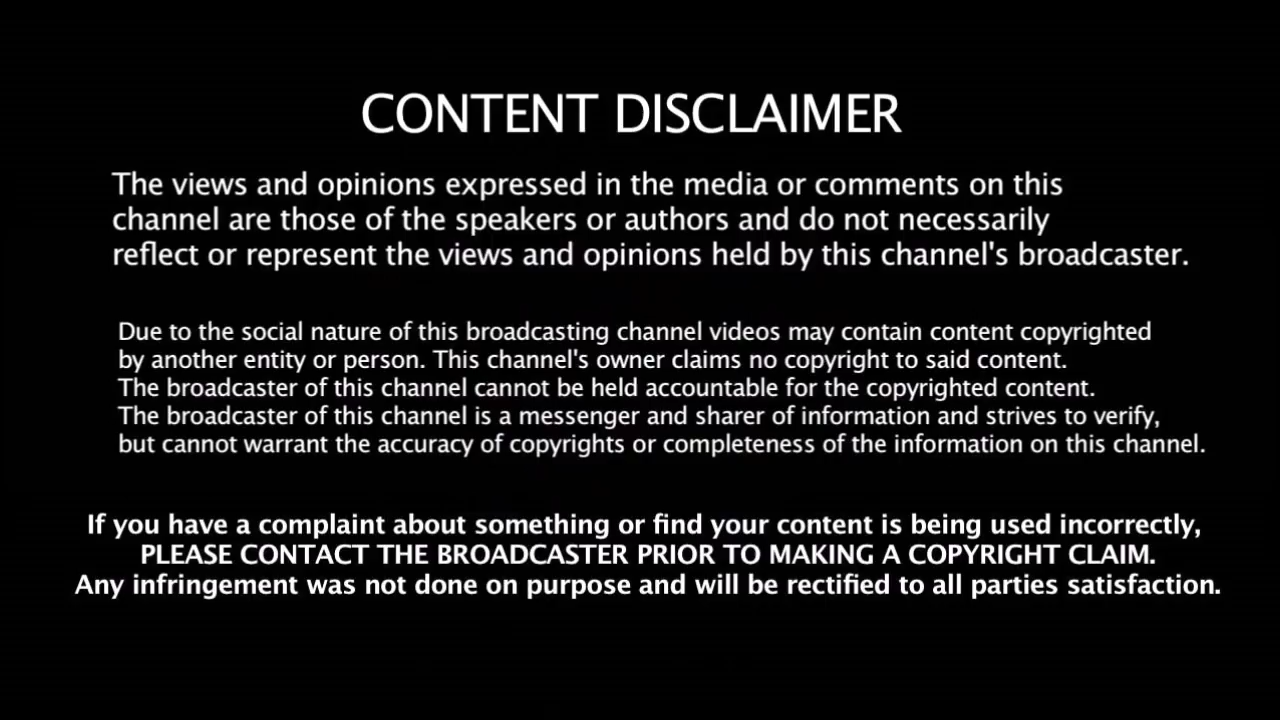 CONTENT DISCLAIMER
The views and opinions expressed in the media or comments on this
channel are those of the speakers or authors and do not necessarily
reflect or represent the views and opinions held by this channel's broadcaster.
Due to the social nature of this broadcasting channel videos may contain content copyrighted
by another entity or person. This channel's owner claims no copyright to said content.
The broadcaster of this channel cannot be held accountable for the copyrighted content.
The broadcaster of this channel is a messenger and sharer of information and strives to verify,
but cannot warrant the accuracy of copyrights or completeness of the information on this channel.
If you have a complaint about something or find your content is being used incorrectly,
PLEASE CONTACT THE BROADCASTER PRIOR TO MAKING A COPYRIGHT CLAIM.
Any infringement was not done on purpose and will be rectified to all parties satisfaction.